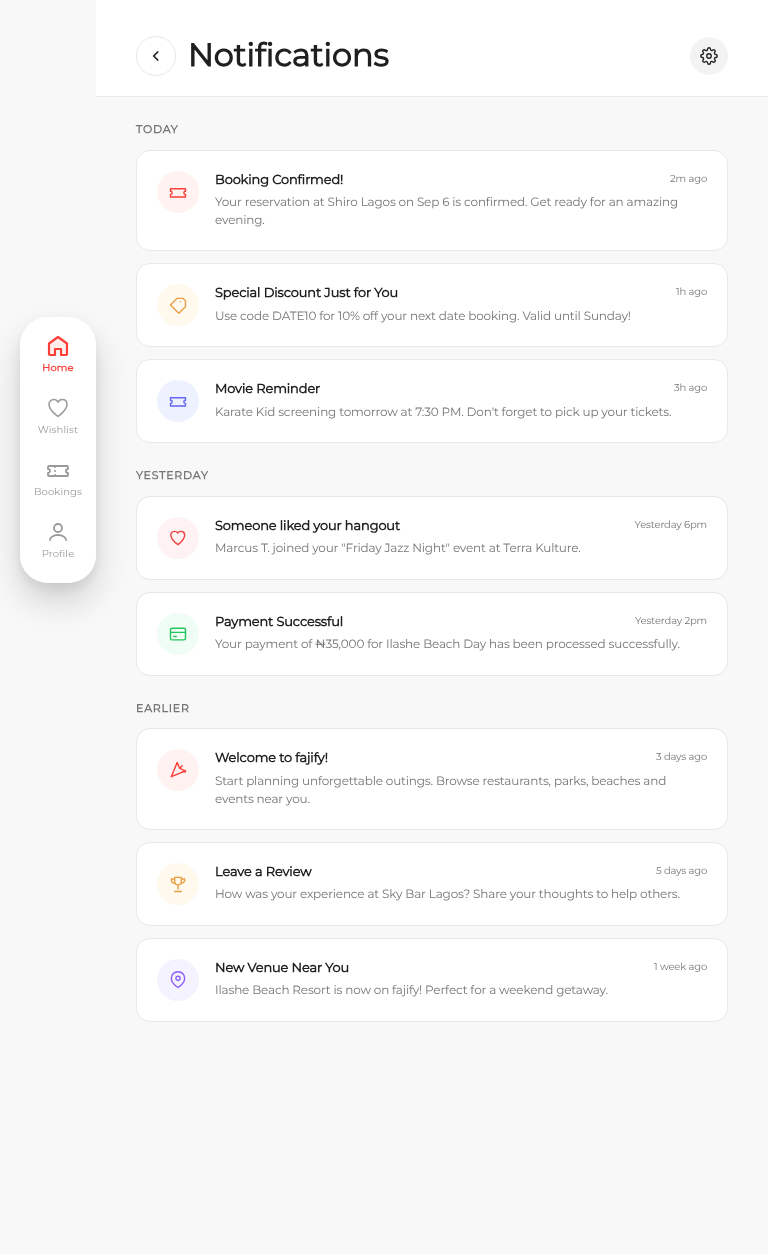 Notifications
TODAY
Booking Confirmed!
2m ago
Your reservation at Shiro Lagos on Sep 6 is confirmed. Get ready for an amazing
evening.
Special Discount Just for You
1h ago
Use code DATE10 for 10% off your next date booking. Valid until Sunday!
Movie Reminder
3h ago
Karate Kid screening tomorrow at 7:30 PM. Don't forget to pick up your tickets.
Home
Wishlist
Bookings
Profile
YESTERDAY
Someone liked your hangout
Yesterday 6pm
Marcus T. joined your "Friday Jazz Night" event at Terra Kulture.
Payment Successful
Yesterday 2pm
Your payment of ₦35,000 for Ilashe Beach Day has been processed successfully.
EARLIER
Welcome to fajify!
3 days ago
Start planning unforgettable outings. Browse restaurants, parks, beaches and
events near you.
Leave a Review
5 days ago
How was your experience at Sky Bar Lagos? Share your thoughts to help others.
New Venue Near You
1 week ago
Ilashe Beach Resort is now on fajify! Perfect for a weekend getaway.